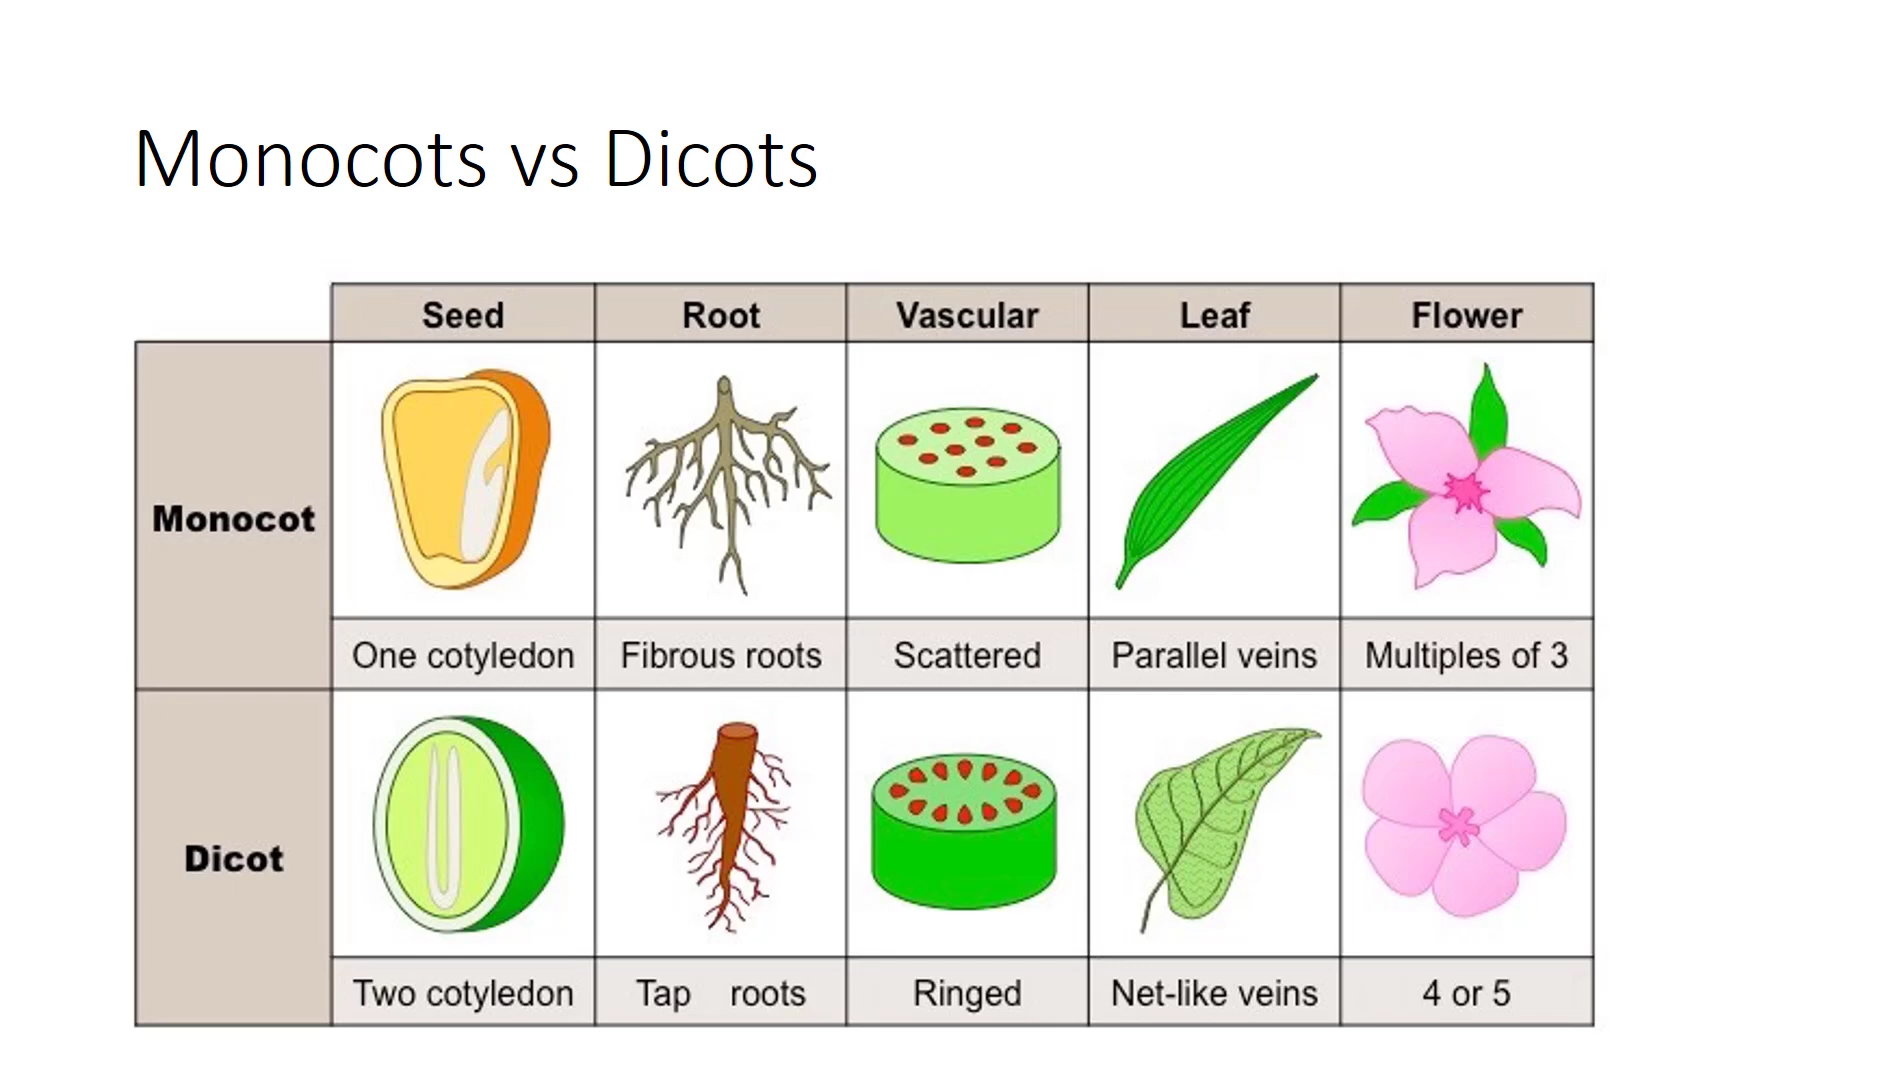 Monocots vs Dicots
Seed Root Vascular Leaf Flower
Monocot
One cotyledon Fibrous roots Scattered Parallel veins Multiples of 3
Dicot
Two cotyledon Tap roots Ringed Net-like veins 4 or 5